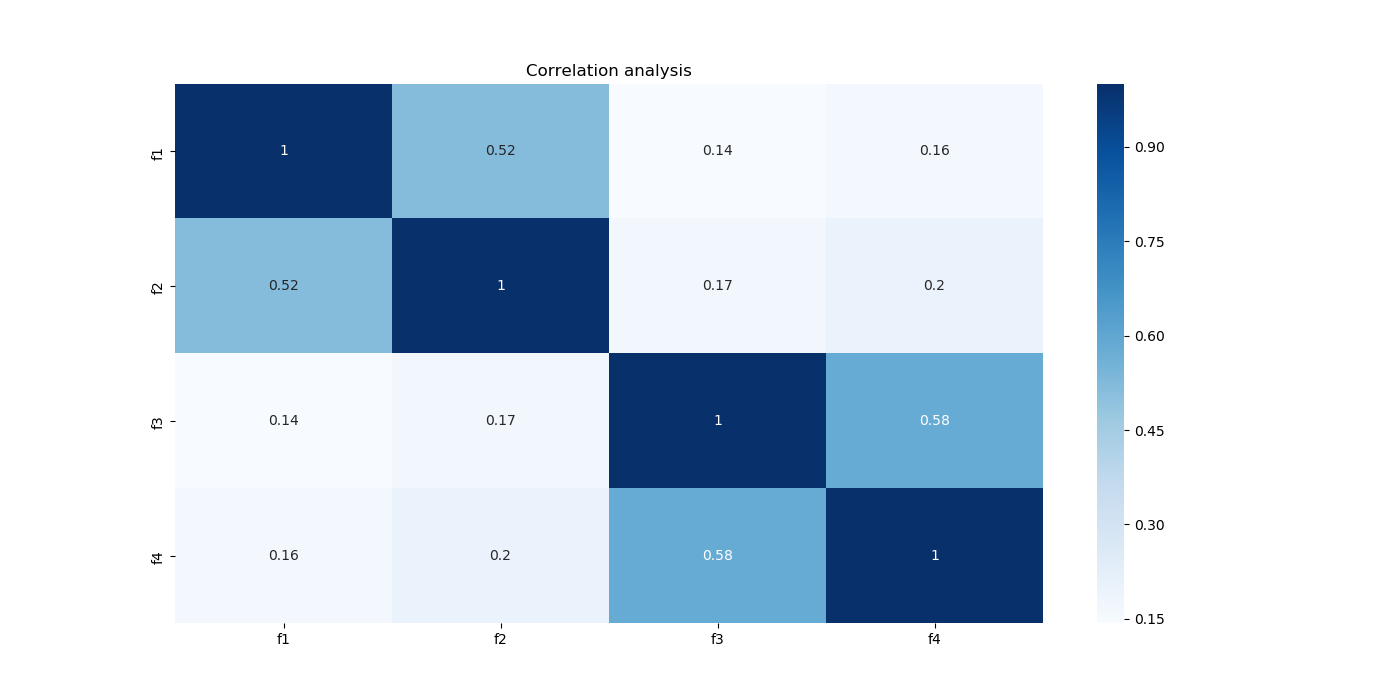 Correlation analysis
f1 1 0.52 0.14 0.16
f2 0.52 1 0.17 0.2
f3 0.14 0.17 1 0.58
f4 0.16 0.2 0.58 1
f1 f2 f3 f4
0.90
0.75
0.60
0.45
0.30
0.15